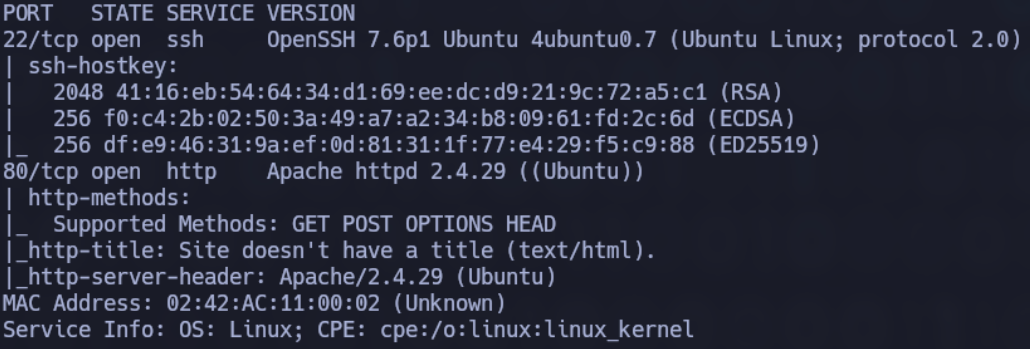 PORT   STATE SERVICE VERSION
22/tcp open  ssh     OpenSSH 7.6p1 Ubuntu 4ubuntu0.7 (Ubuntu Linux; protocol 2.0)
| ssh-hostkey:
|   2048 41:16:eb:54:64:34:d1:69:ee:dc:d9:21:9c:72:a5:c1 (RSA)
|   256 f0:c4:2b:02:50:3a:49:a7:a2:34:b8:09:61:fd:2c:6d (ECDSA)
|_  256 df:e9:46:31:9a:ef:0d:81:31:1f:77:e4:29:f5:c9:88 (ED25519)
80/tcp open  http    Apache httpd 2.4.29 ((Ubuntu))
| http-methods:
|_  Supported Methods: GET POST OPTIONS HEAD
|_http-title: Site doesn't have a title (text/html).
|_http-server-header: Apache/2.4.29 (Ubuntu)
MAC Address: 02:42:AC:11:00:02 (Unknown)
Service Info: OS: Linux; CPE: cpe:/o:linux:linux_kernel